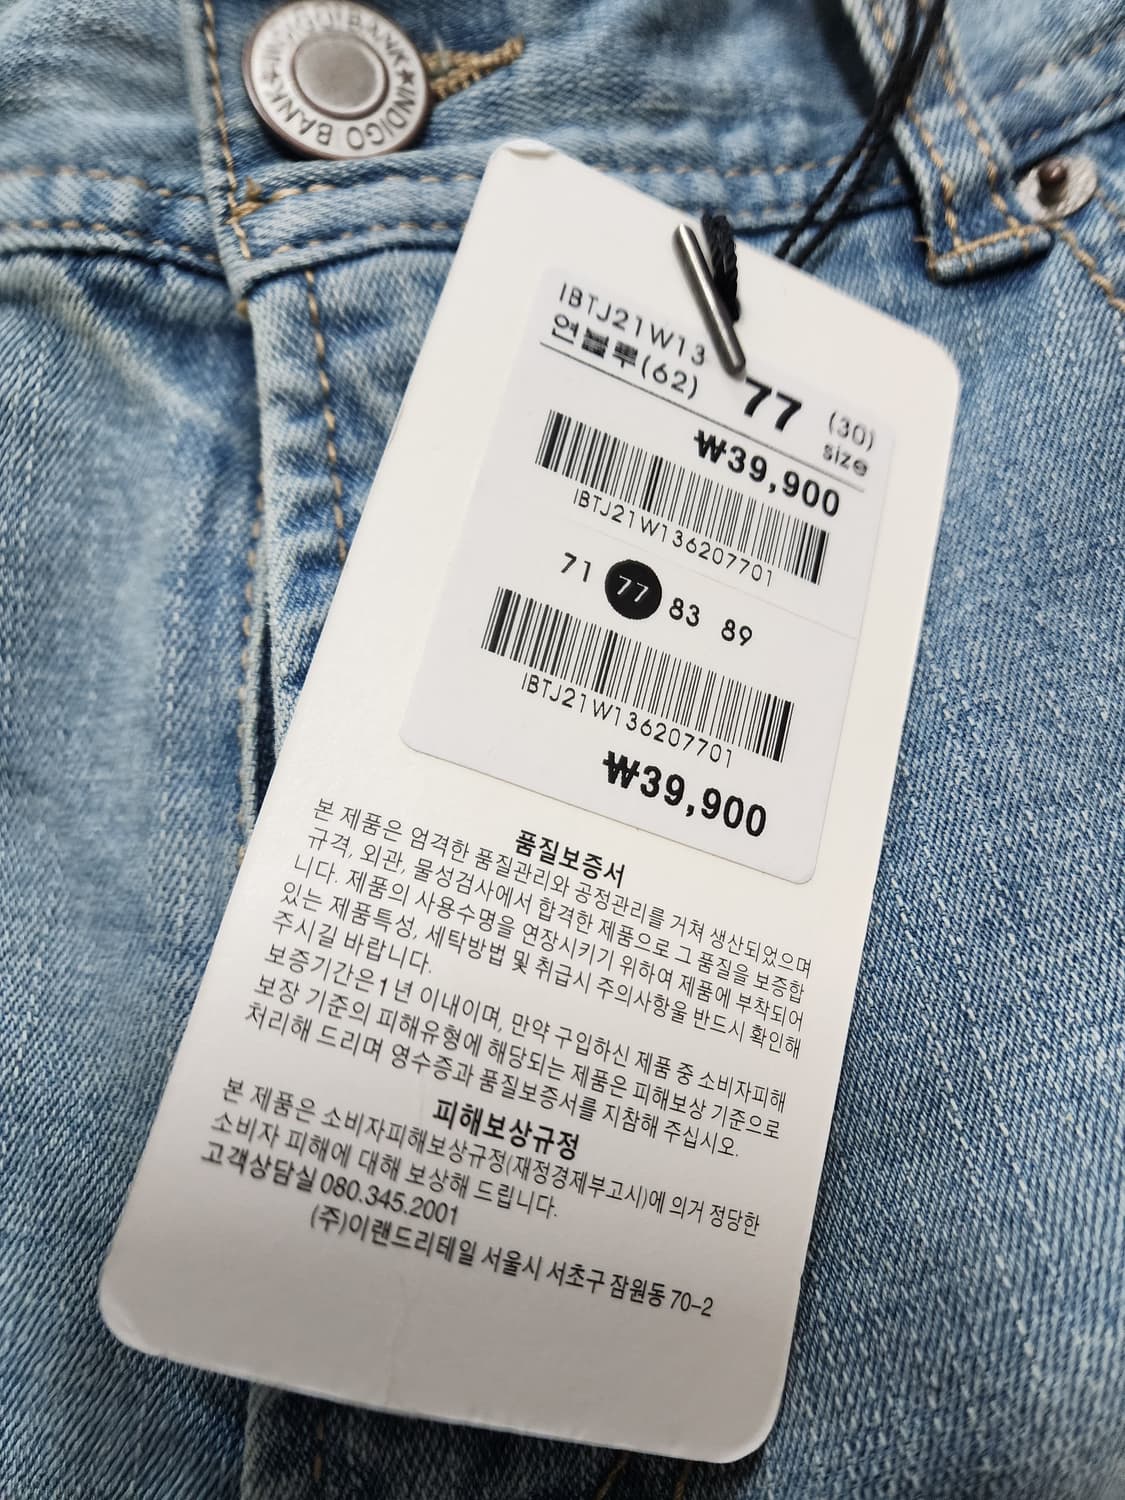 INDIGO BANK★INDIGO BANK★
IBTJ21W13
연블루(62) 77 (30) size
₩39,900
IBTJ21W136207701
71 77 83 89
IBTJ21W136207701
₩39,900
품질보증서
본 제품은 엄격한 품질관리와 공정관리를 거쳐 생산되었으며
규격, 외관, 물성검사에서 합격한 제품으로 그 품질을 보증합
니다. 제품의 사용수명을 연장시키기 위하여 제품에 부착되어
있는 제품특성, 세탁방법 및 취급시 주의사항을 반드시 확인해
주시길 바랍니다.
보증기간은 1년 이내이며, 만약 구입하신 제품 중 소비자피해
보장 기준의 피해유형에 해당되는 제품은 피해보상 기준으로
처리해 드리며 영수증과 품질보증서를 지참해 주십시오.
피해보상규정
본 제품은 소비자피해보상규정(재정경제부고시)에 의거 정당한
소비자 피해에 대해 보상해 드립니다.
고객상담실 080.345.2001
(주)이랜드리테일 서울시 서초구 잠원동 70-2